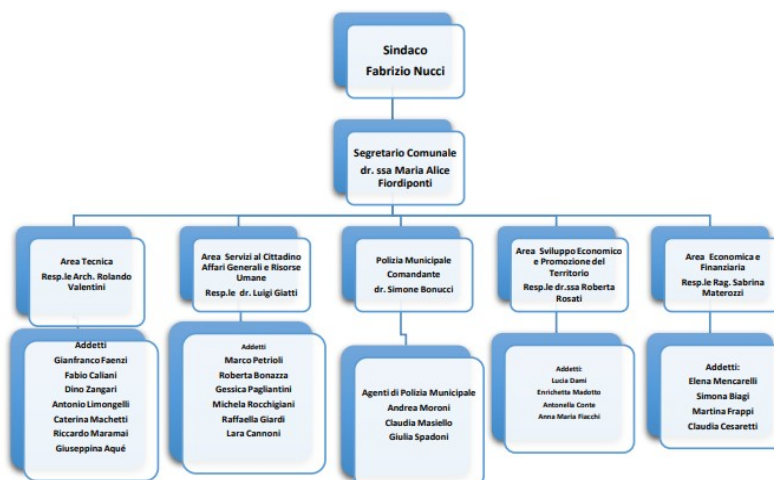 Sindaco
Fabrizio Nucci
Segretario Comunale
dr. ssa Maria Alice
Fiordiponti
Area Tecnica
Resp.le Arch. Rolando
Valentini
Area Servizi al Cittadino
Affari Generali e Risorse
Umane
Resp.le dr. Luigi Giatti
Polizia Municipale
Comandante
dr. Simone Bonucci
Area Sviluppo Economico
e Promozione del
Territorio
Resp.le dr.ssa Roberta
Rosati
Area Economica e
Finanziaria
Resp.le Rag. Sabrina
Materozzi
Addetti
Gianfranco Faenzi
Fabio Caliani
Dino Zangari
Antonio Limongelli
Caterina Machetti
Riccardo Maramai
Giuseppina Aqué
Addetti
Marco Petrioli
Roberta Bonazza
Gessica Pagliantini
Michela Rocchigiani
Raffaella Giardi
Lara Cannoni
Agenti di Polizia Municipale
Andrea Moroni
Claudia Masiello
Giulia Spadoni
Addetti:
Lucia Dami
Enrichetta Madotto
Antonella Conte
Anna Maria Fiacchi
Addetti:
Elena Mencarelli
Simona Biagi
Martina Frappi
Claudia Cesaretti